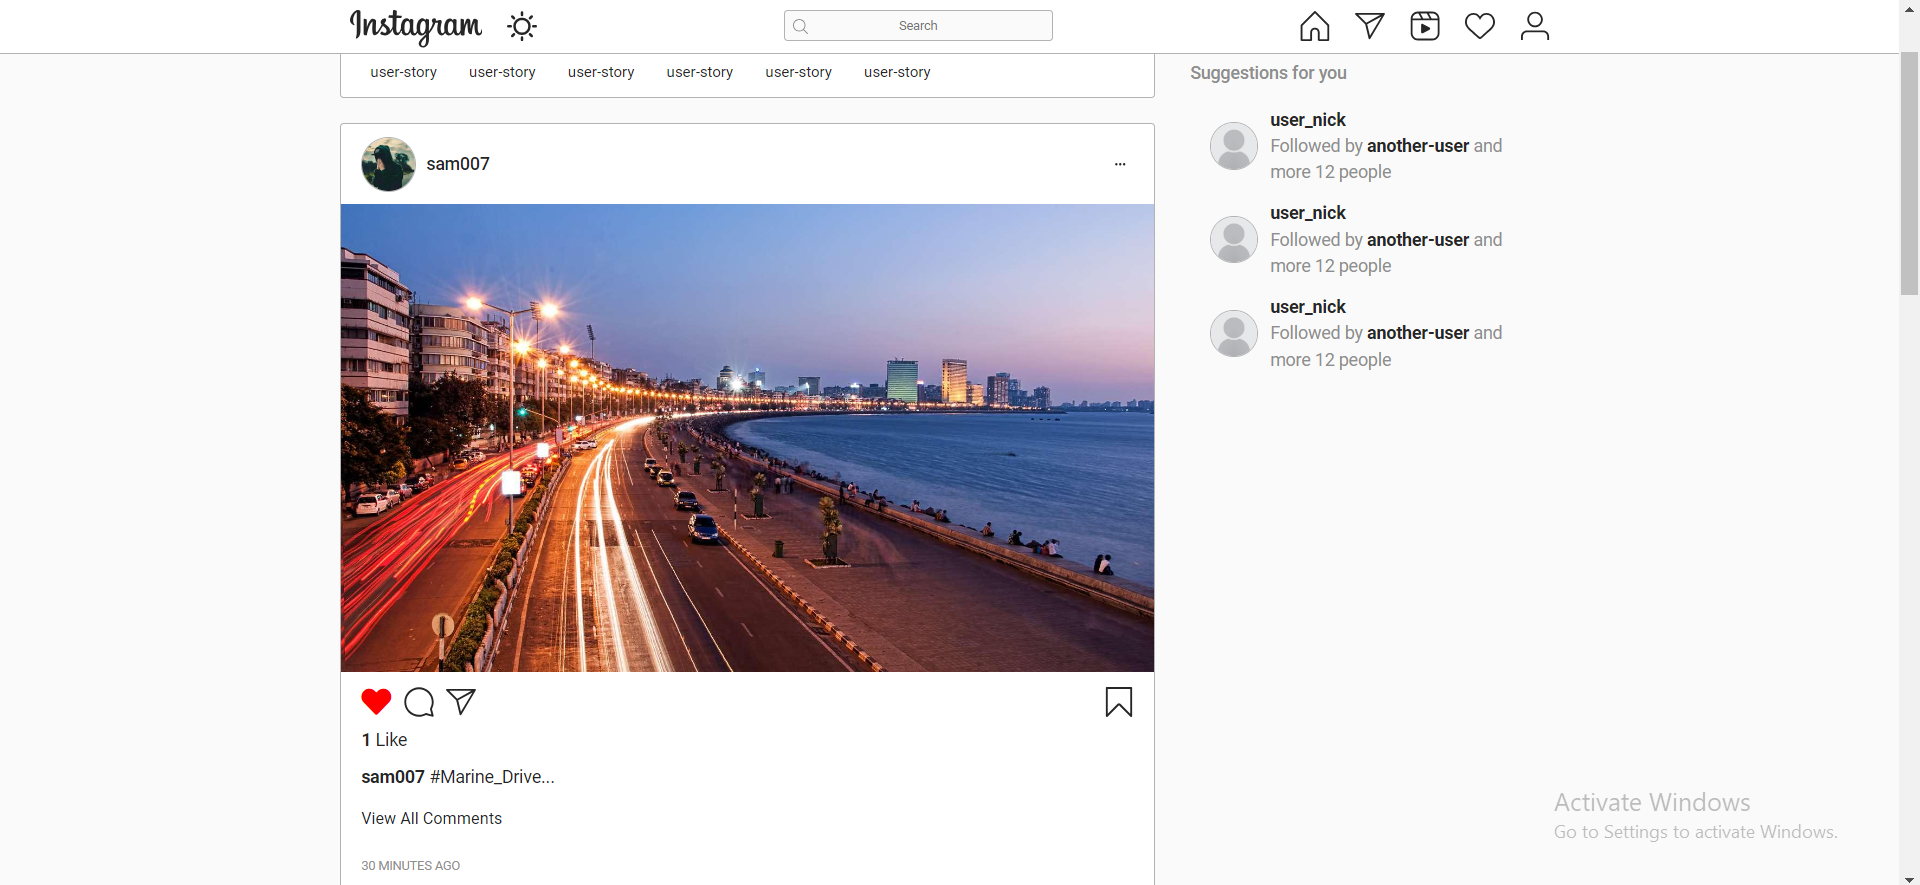 Instagram
Search
user-story user-story user-story user-story user-story user-story
sam007
...
1 Like
sam007 #Marine_Drive...
View All Comments
30 MINUTES AGO
Suggestions for you
user_nick
Followed by another-user and
more 12 people
user_nick
Followed by another-user and
more 12 people
user_nick
Followed by another-user and
more 12 people
Activate Windows
Go to Settings to activate Windows.